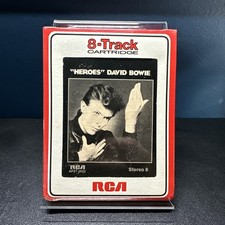 8-Track
CARTRIDGE
"HEROES" DAVID BOWIE
RCA
Stereo 8
RCA